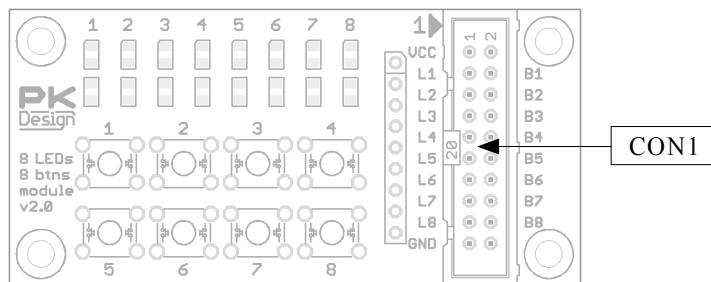 1 2 3 4 5 6 7 8
1
1 2
VCC
L1 B1
L2 B2
L3 B3
L4 B4
L5 B5
L6 B6
L7 B7
L8 B8
GND
20
CON1
PK
Design
8 LEDs
8 btns
module
v2.0
1 2 3 4
5 6 7 8